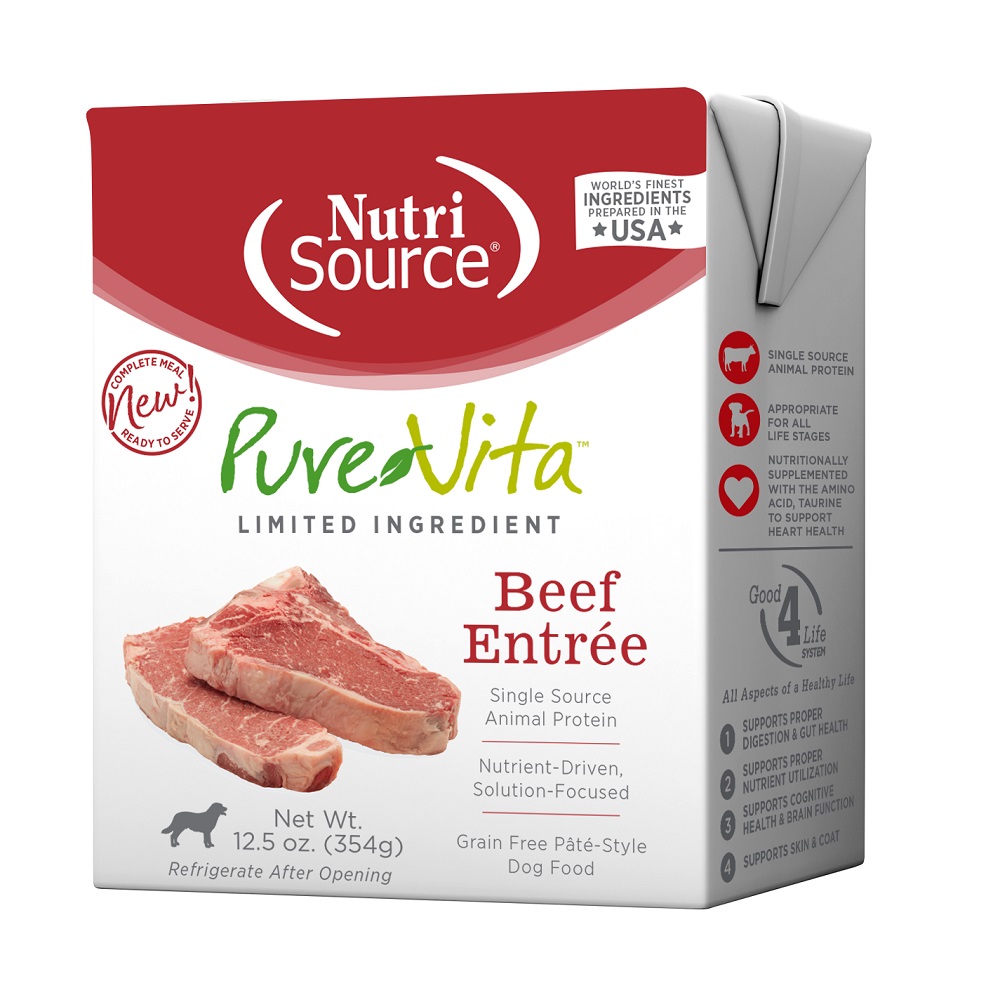 Nutri
Source®
WORLD'S FINEST
INGREDIENTS
PREPARED IN THE
★USA★
COMPLETE MEAL
New!
READY TO SERVE
PureVita™
LIMITED INGREDIENT
Beef
Entrée
Single Source
Animal Protein
Nutrient-Driven,
Solution-Focused
Grain Free Pâté-Style
Dog Food
Net Wt.
12.5 oz. (354g)
Refrigerate After Opening
SINGLE SOURCE
ANIMAL PROTEIN
APPROPRIATE
FOR ALL
LIFE STAGES
NUTRITIONALLY
SUPPLEMENTED
WITH THE AMINO
ACID, TAURINE
TO SUPPORT
HEART HEALTH
Good
4
Life
SYSTEM
All Aspects of a Healthy Life
1 SUPPORTS PROPER
DIGESTION & GUT HEALTH
2 SUPPORTS PROPER
NUTRIENT UTILIZATION
3 SUPPORTS COGNITIVE
HEALTH & BRAIN FUNCTION
4 SUPPORTS SKIN & COAT